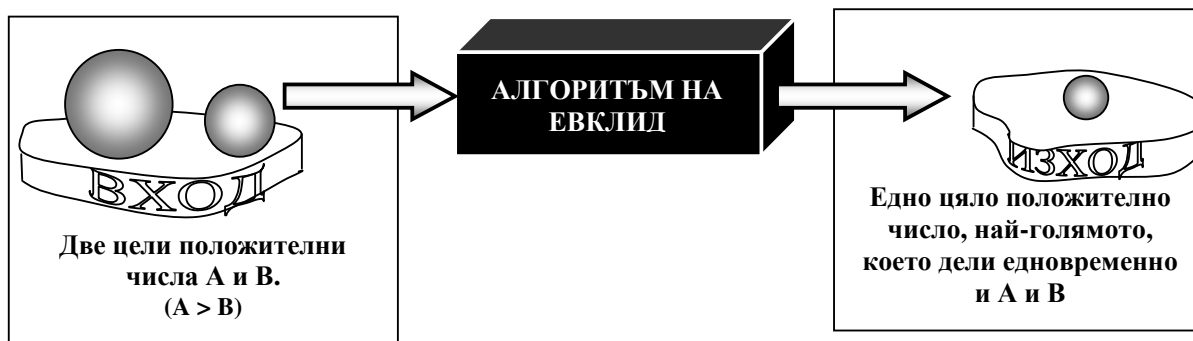 ВХОД
Две цели положителни
числа А и В.
(А > В)
АЛГОРИТЪМ НА
ЕВКЛИД
ИЗХОД
Едно цяло положително
число, най-голямото,
което дели едновременно
и А и В